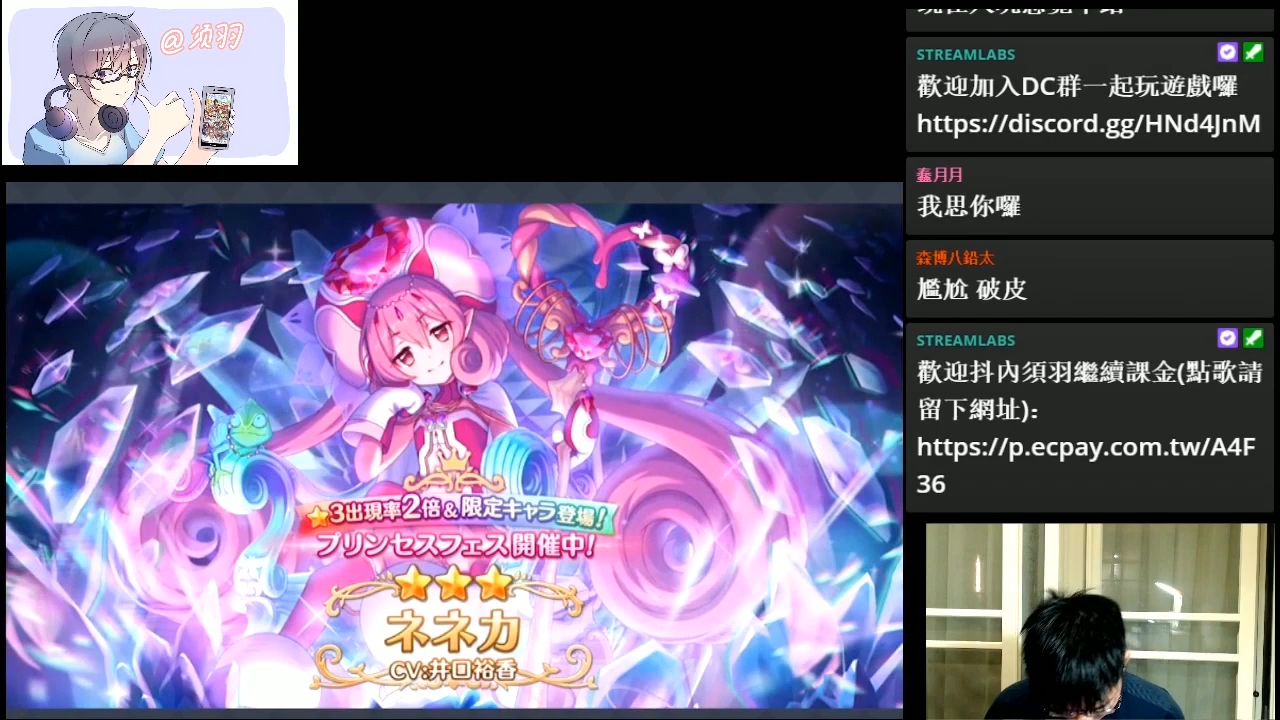 @須羽
STREAMLABS
歡迎加入DC群一起玩遊戲囉
https://discord.gg/HNd4JnM
蠢月月
我思你囉
森博八鉛太
尷尬 破皮
STREAMLABS
歡迎抖內須羽繼續課金(點歌請
留下網址):
https://p.ecpay.com.tw/A4F
36
★3出現率2倍&限定キャラ登場!
プリンセスフェス開催中!
ネネカ
CV:井口裕香